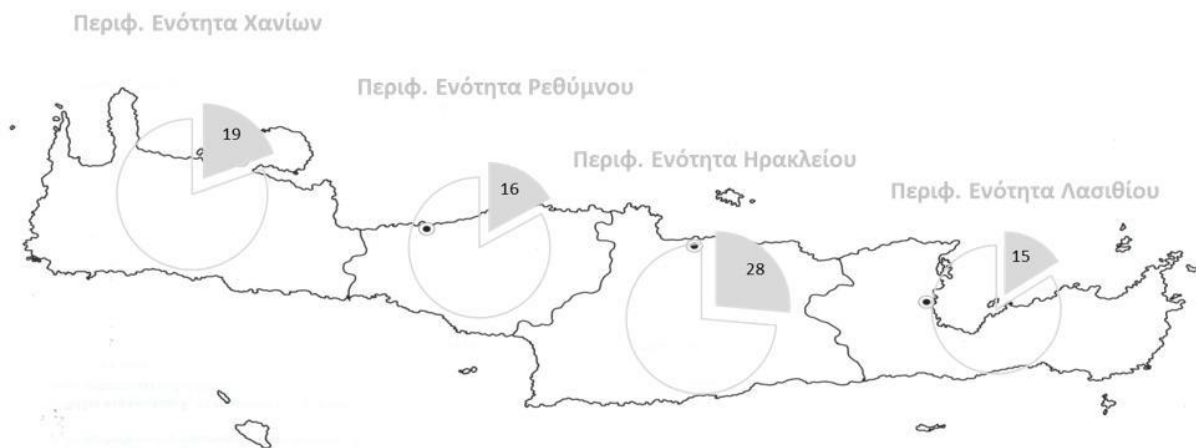 Περιφ. Ενότητα Χανίων
Περιφ. Ενότητα Ρεθύμνου
19
Περιφ. Ενότητα Ηρακλείου
16
Περιφ. Ενότητα Λασιθίου
28
15